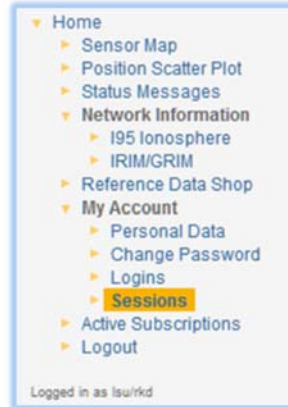 Home
Sensor Map
Position Scatter Plot
Status Messages
Network Information
I95 Ionosphere
IRIM/GRIM
Reference Data Shop
My Account
Personal Data
Change Password
Logins
Sessions
Active Subscriptions
Logout
Logged in as lsu/rkd